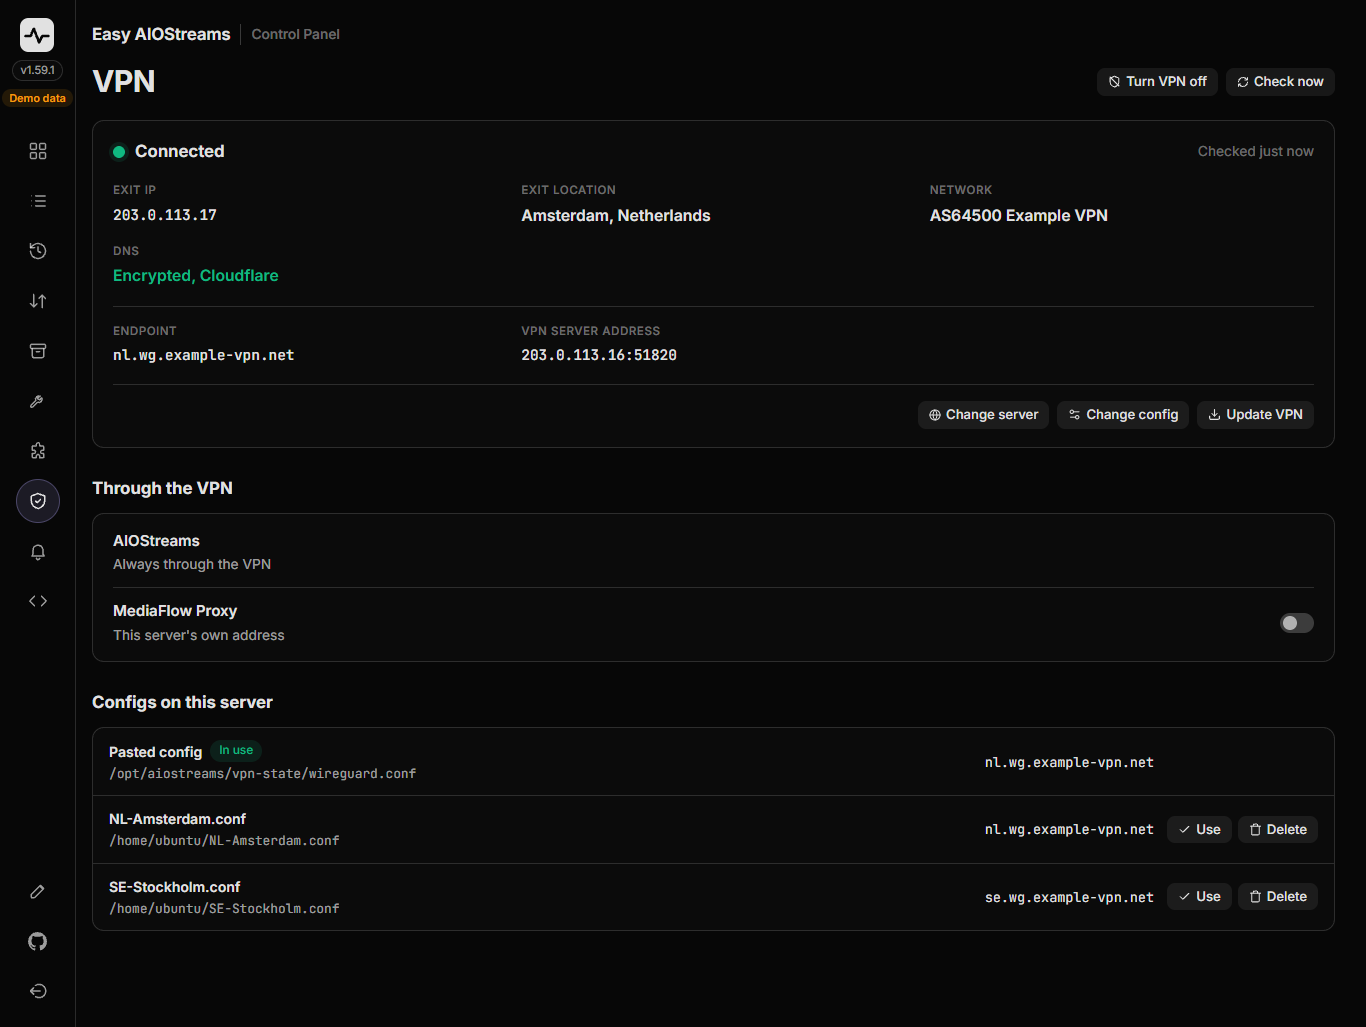 Easy AIOStreams
Control Panel
v1.59.1
Demo data
VPN
Turn VPN off
Check now
Connected
Checked just now
EXIT IP
EXIT LOCATION
NETWORK
203.0.113.17
Amsterdam, Netherlands
AS64500 Example VPN
DNS
Encrypted, Cloudflare
ENDPOINT
VPN SERVER ADDRESS
nl.wg.example-vpn.net
203.0.113.16:51820
Change server
Change config
Update VPN
Through the VPN
AIOStreams
Always through the VPN
MediaFlow Proxy
This server's own address
Configs on this server
Pasted config
In use
/opt/aiostreams/vpn-state/wireguard.conf
nl.wg.example-vpn.net
NL-Amsterdam.conf
/home/ubuntu/NL-Amsterdam.conf
nl.wg.example-vpn.net
Use
Delete
SE-Stockholm.conf
/home/ubuntu/SE-Stockholm.conf
se.wg.example-vpn.net
Use
Delete